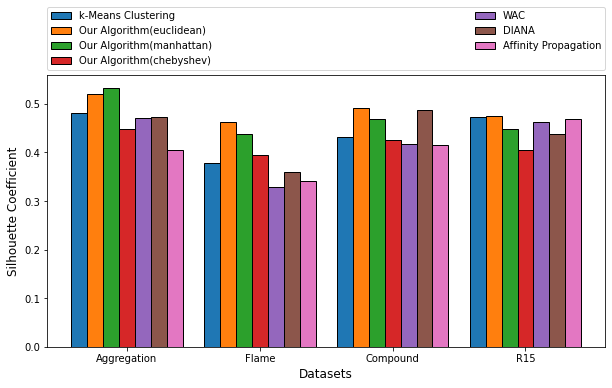 k-Means Clustering
Our Algorithm(euclidean)
Our Algorithm(manhattan)
Our Algorithm(chebyshev)
WAC
DIANA
Affinity Propagation
Silhouette Coefficient
0.5
0.4
0.3
0.2
0.1
0.0
Aggregation Flame Compound R15
Datasets